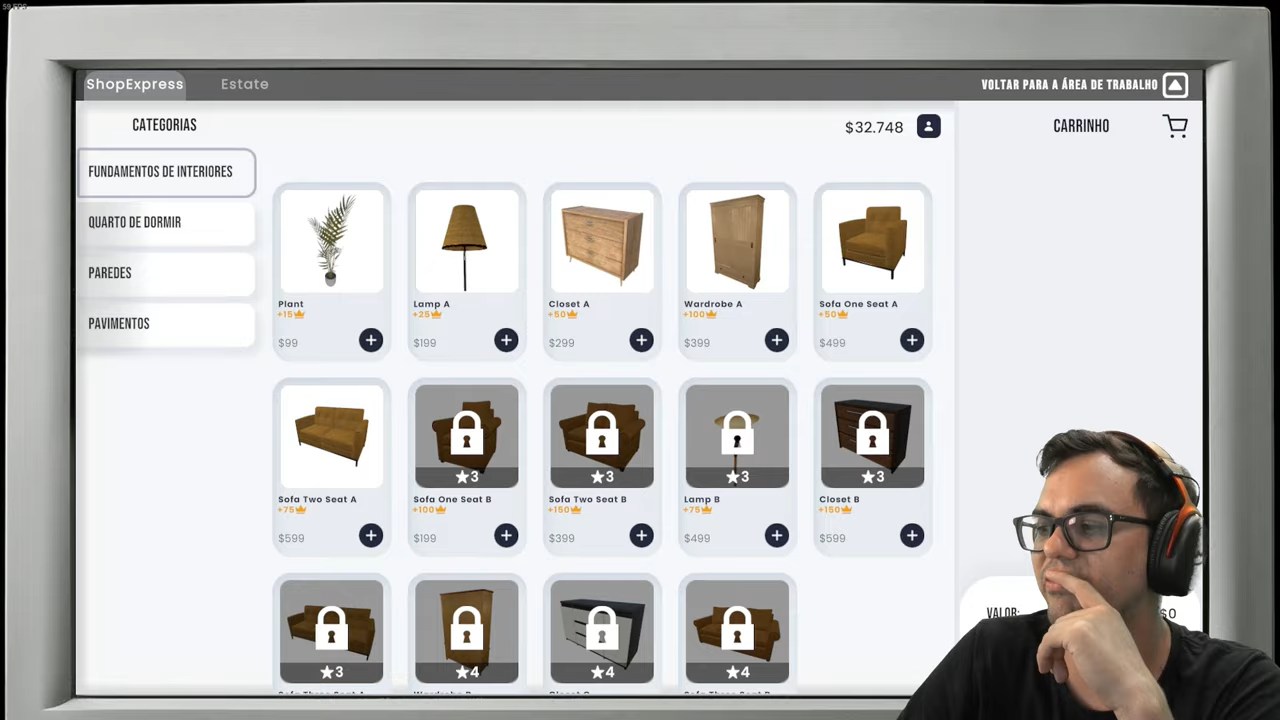 59 FPS
ShopExpress
Estate
VOLTAR PARA A ÁREA DE TRABALHO
CATEGORIAS
$32.748
CARRINHO
FUNDAMENTOS DE INTERIORES
QUARTO DE DORMIR
PAREDES
PAVIMENTOS
Plant
+15
$99
Lamp A
+25
$199
Closet A
+50
$299
Wardrobe A
+100
$399
Sofa One Seat A
+50
$499
Sofa Two Seat A
+75
$599
3
Sofa One Seat B
+100
$199
3
Sofa Two Seat B
+150
$399
3
Lamp B
+75
$499
3
Closet B
+150
$599
3
4
4
4
VALOR:
$0